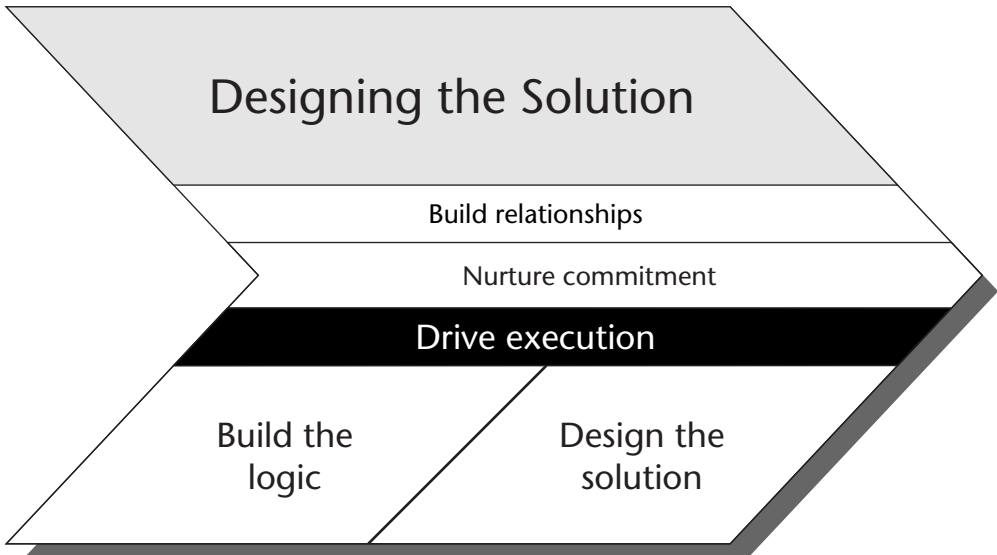 Designing the Solution
Build relationships
Nurture commitment
Drive execution
Build the
logic
Design the
solution